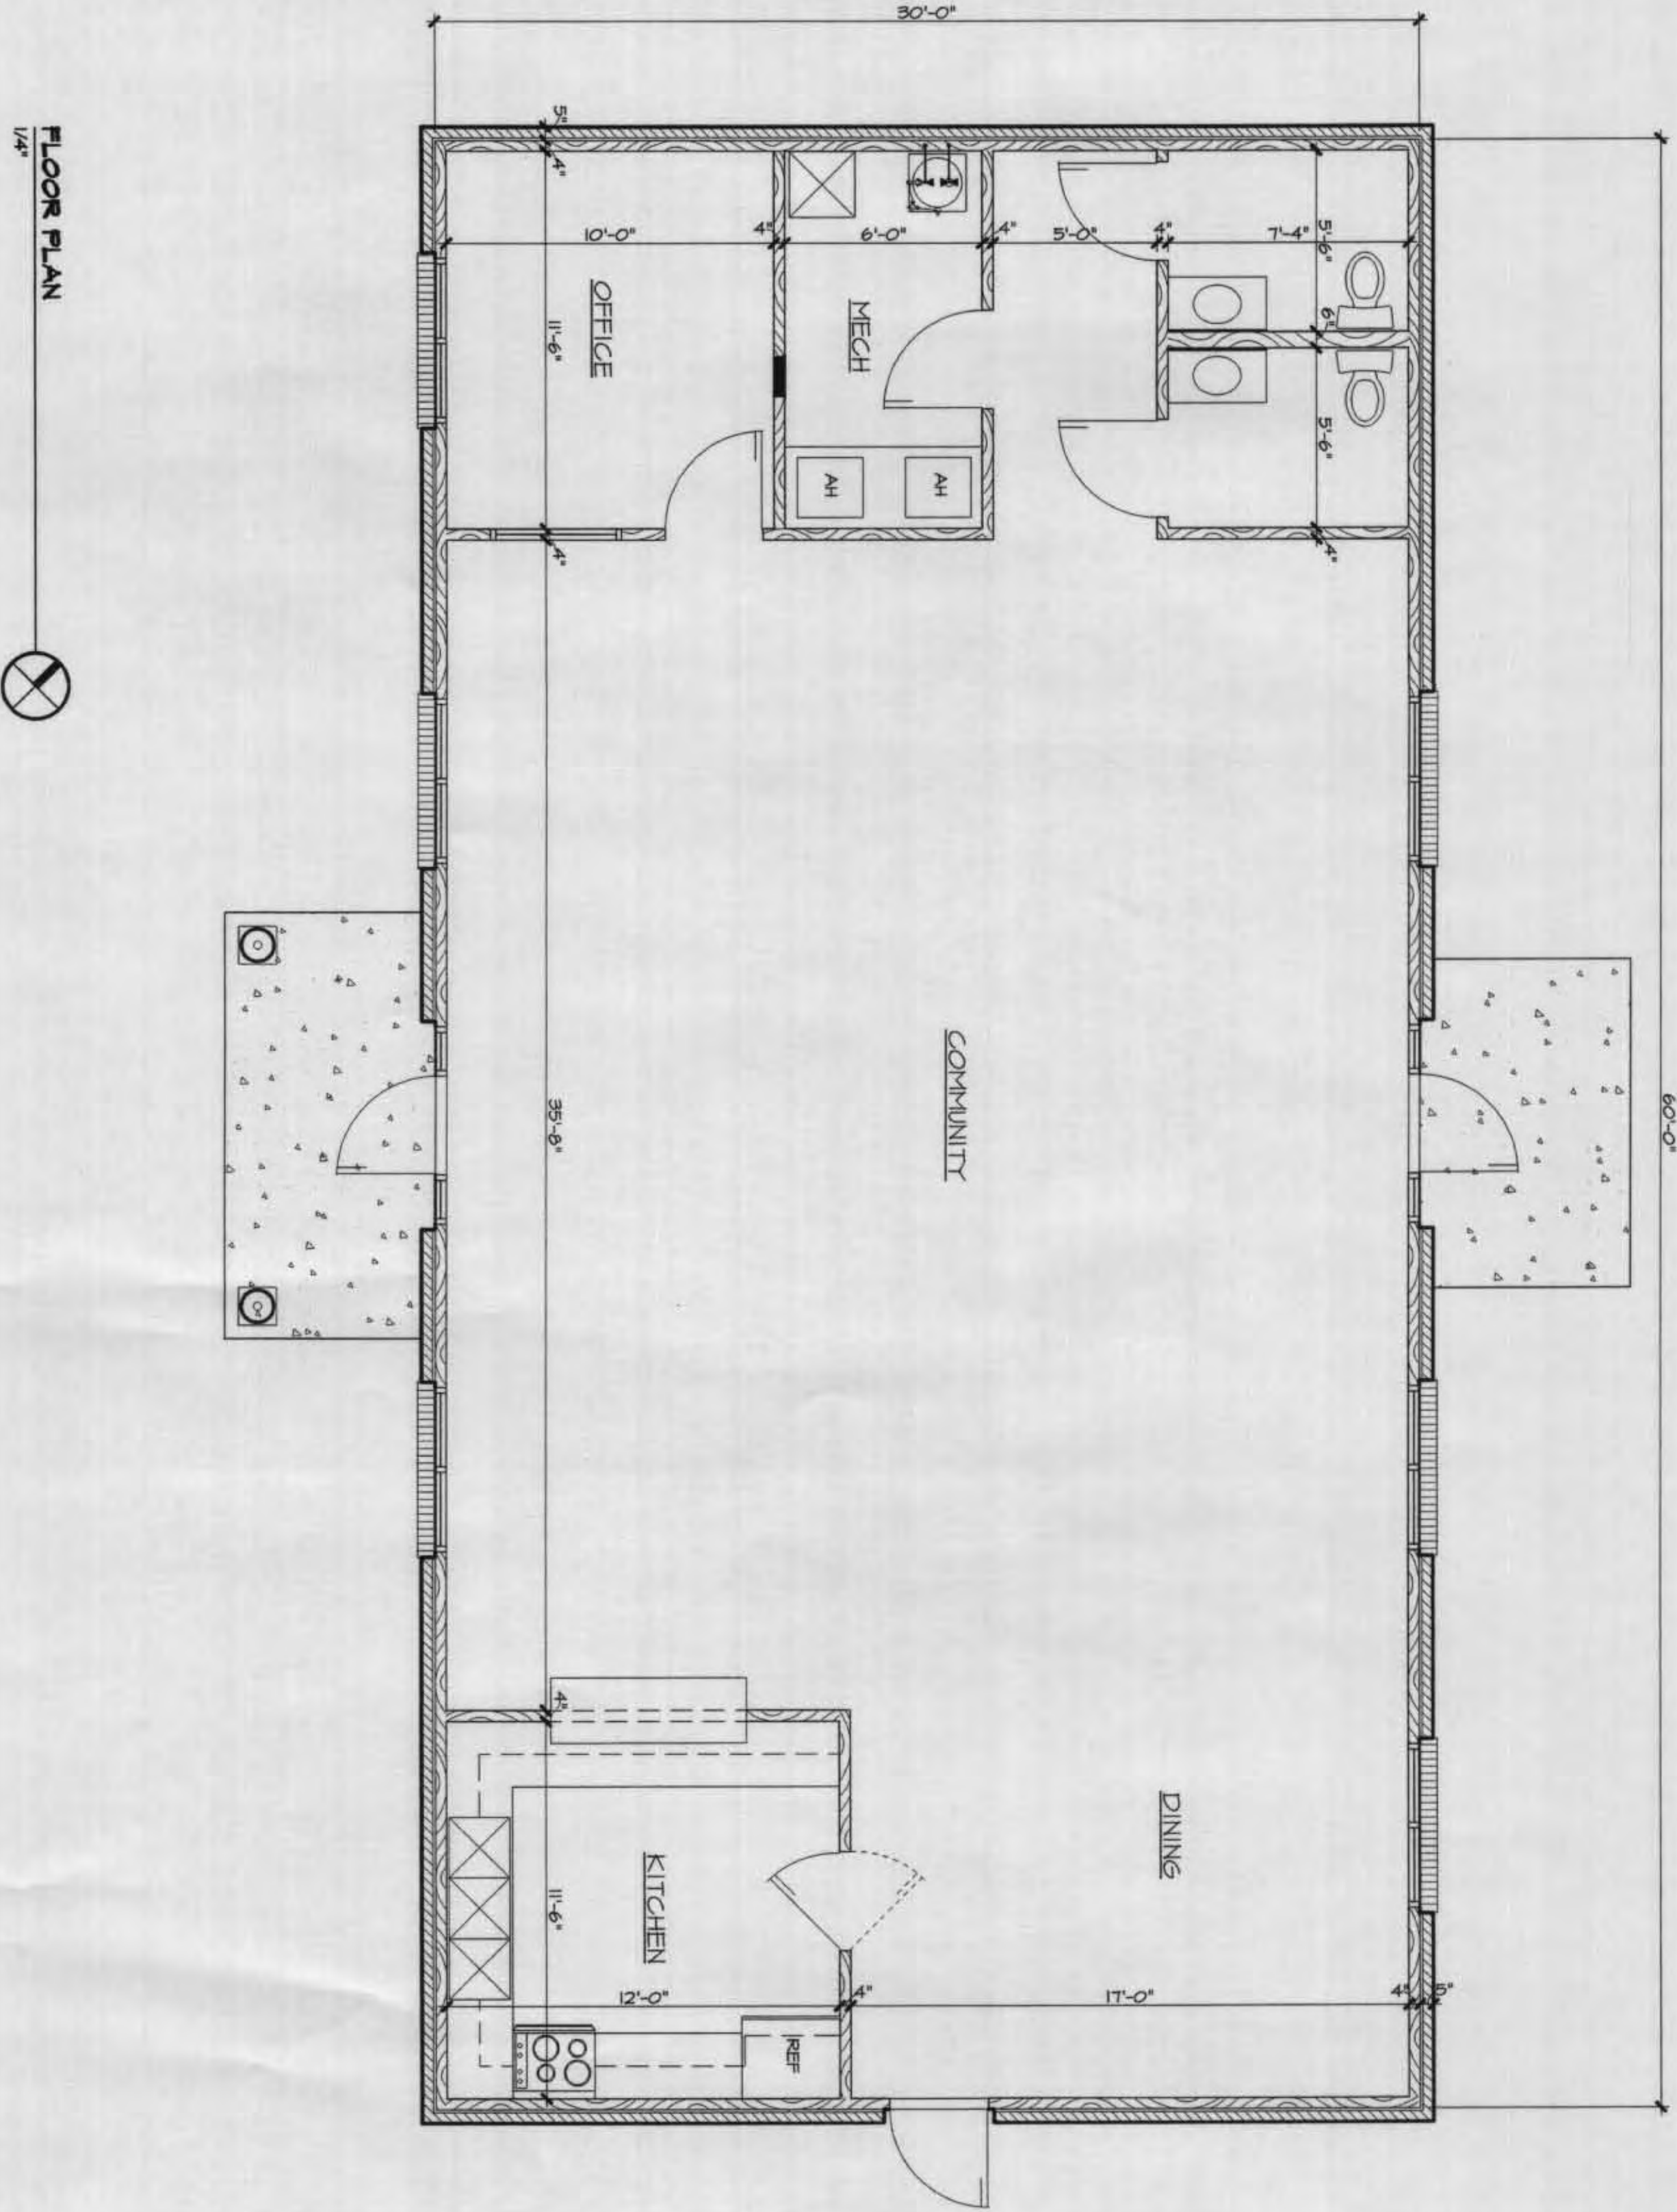 30'-0"
60'-0"
5"
4"
10'-0"
4"
6'-0"
4"
5'-0"
4"
7'-4"
5'-6"
6"
5'-6"
4"
OFFICE
11'-6"
4"
MECH
AH
AH
COMMUNITY
35'-8"
4"
DINING
KITCHEN
11'-6"
12'-0"
4"
17'-0"
4"
5"
REF
FLOOR PLAN
1/4"